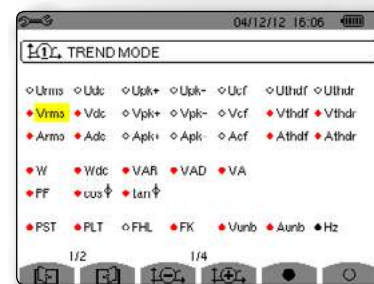 04/12/12 16:06
1 TREND MODE
Urms Udc Upk+ Upk- Ucf Uthdf Uthdr
Vrms Vdc Vpk+ Vpk- Vcf Vthdf Vthdr
Arms Adc Apk+ Apk- Acf Athdf Athdr
W Wdc VAR VAD VA
PF cos ϕ tan ϕ
PST PLT FHL FK Vunb Aunb Hz
1/2 1/4